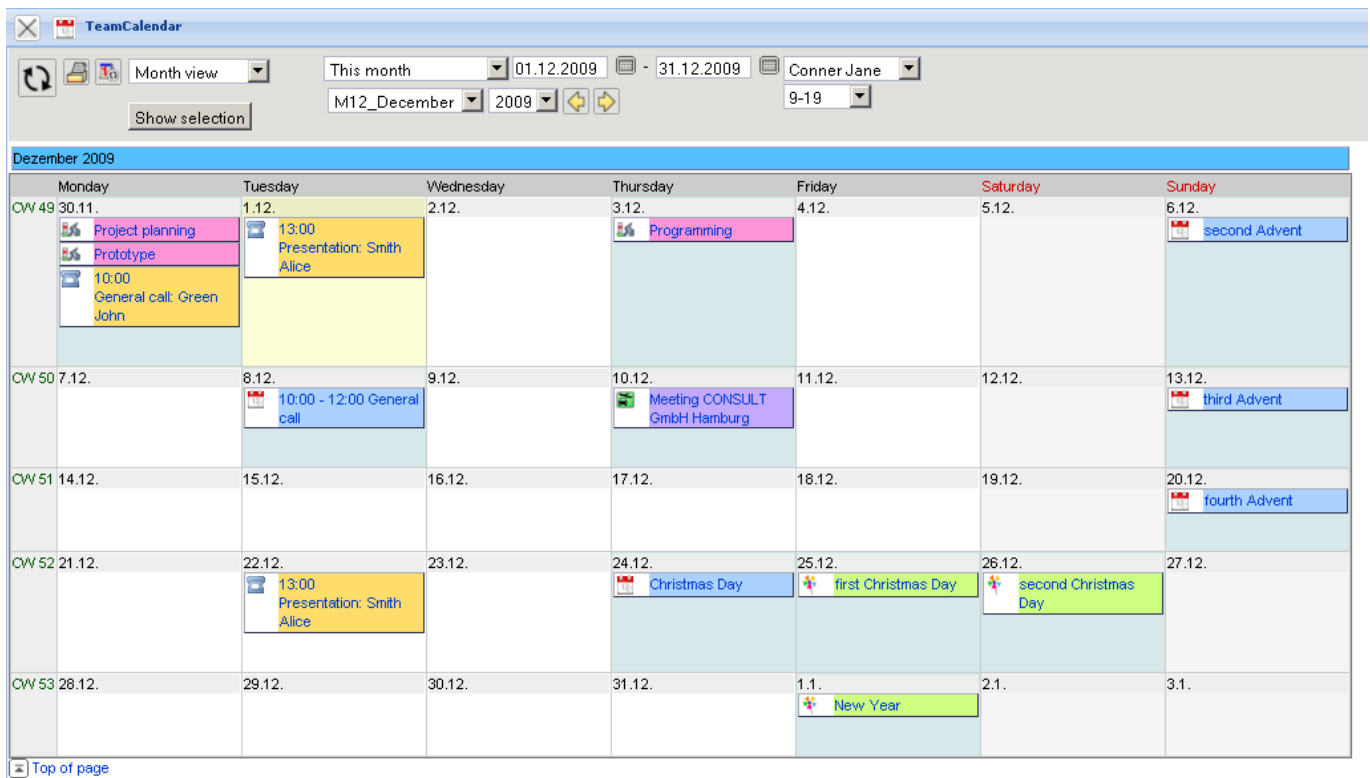 TeamCalendar
Month view
This month
01.12.2009 - 31.12.2009
Conner Jane
M12_December
2009
9-19
Show selection
Dezember 2009
Monday Tuesday Wednesday Thursday Friday Saturday Sunday
CW 49 30.11. 1.12. 2.12. 3.12. 4.12. 5.12. 6.12.
Project planning
Prototype
10:00
General call: Green
John
13:00
Presentation: Smith
Alice
Programming
second Advent
CW 50 7.12. 8.12. 9.12. 10.12. 11.12. 12.12. 13.12.
10:00 - 12:00 General
call
Meeting CONSULT
GmbH Hamburg
third Advent
CW 51 14.12. 15.12. 16.12. 17.12. 18.12. 19.12. 20.12.
fourth Advent
CW 52 21.12. 22.12. 23.12. 24.12. 25.12. 26.12. 27.12.
13:00
Presentation: Smith
Alice
Christmas Day
first Christmas Day
second Christmas
Day
CW 53 28.12. 29.12. 30.12. 31.12. 1.1. 2.1. 3.1.
New Year
Top of page